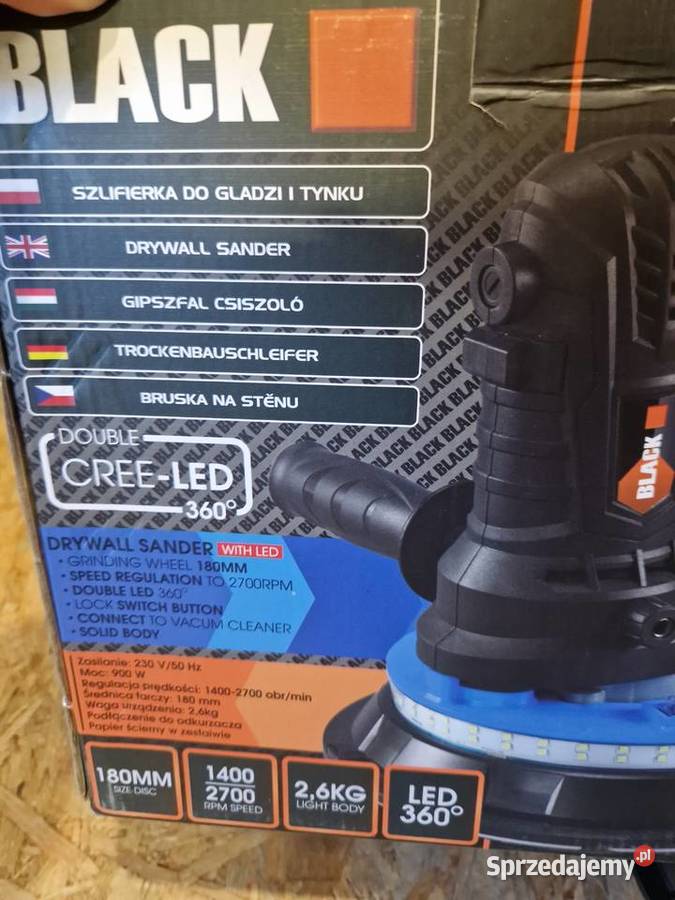 BLACK
SZLIFIERKA DO GLADZI I TYNKU
DRYWALL SANDER
GIPSZFAL CSISZOLÓ
TROCKENBAUSCHLEIFER
BRUSKA NA STĚNU
DOUBLE
CREE-LED
360°
DRYWALL SANDER WITH LED
• GRINDING WHEEL 180MM
• SPEED REGULATION TO 2700RPM
• DOUBLE LED 360°
• LOCK SWITCH BUTTON
• CONNECT TO VACUM CLEANER
• SOLID BODY
Zasilanie: 230 V/50 Hz
Moc: 900 W
Regulacja prędkości: 1400-2700 obr/min
Średnica tarczy: 180 mm
Waga urządzenia: 2,6kg
Podłączenie do odkurzacza
Papier ścierny w zestawie
180MM
SIZE DISC
1400
2700
RPM SPEED
2,6KG
LIGHT BODY
LED
360°
BLACK
Sprzedajemy.pl